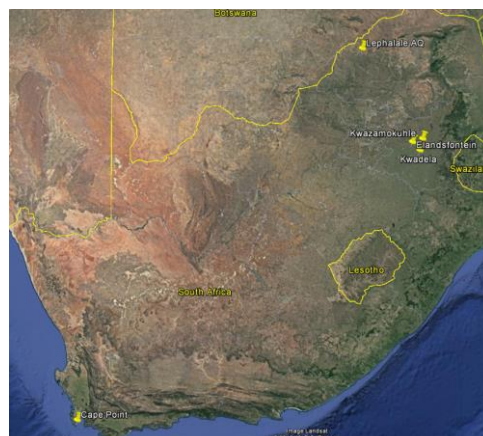 Botswana
Lephalale AQ
Kwazamokuhle
Elandsfontein
Kwadela
Swazila
Lesotho
South Africa
Cape Point
Image Landsat